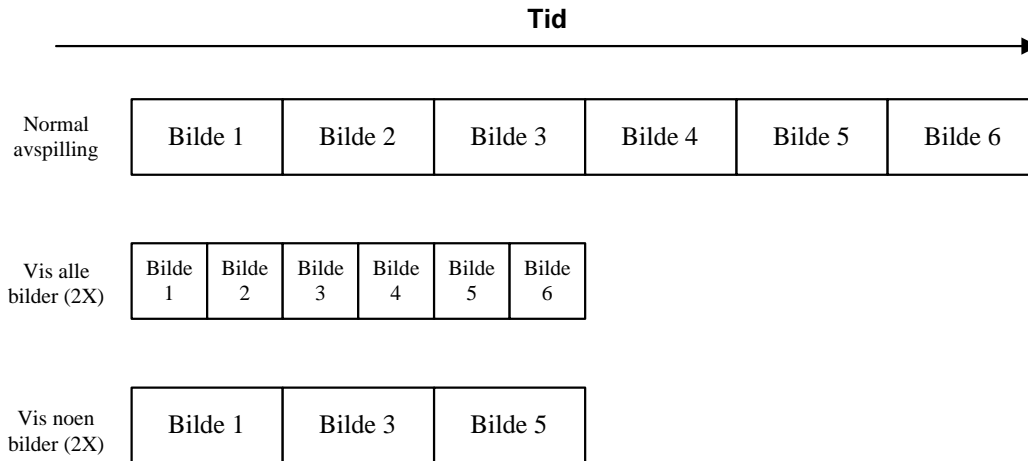 Tid
Normal
avspilling
Bilde 1
Bilde 2
Bilde 3
Bilde 4
Bilde 5
Bilde 6
Vis alle
bilder (2X)
Bilde
1
Bilde
2
Bilde
3
Bilde
4
Bilde
5
Bilde
6
Vis noen
bilder (2X)
Bilde 1
Bilde 3
Bilde 5